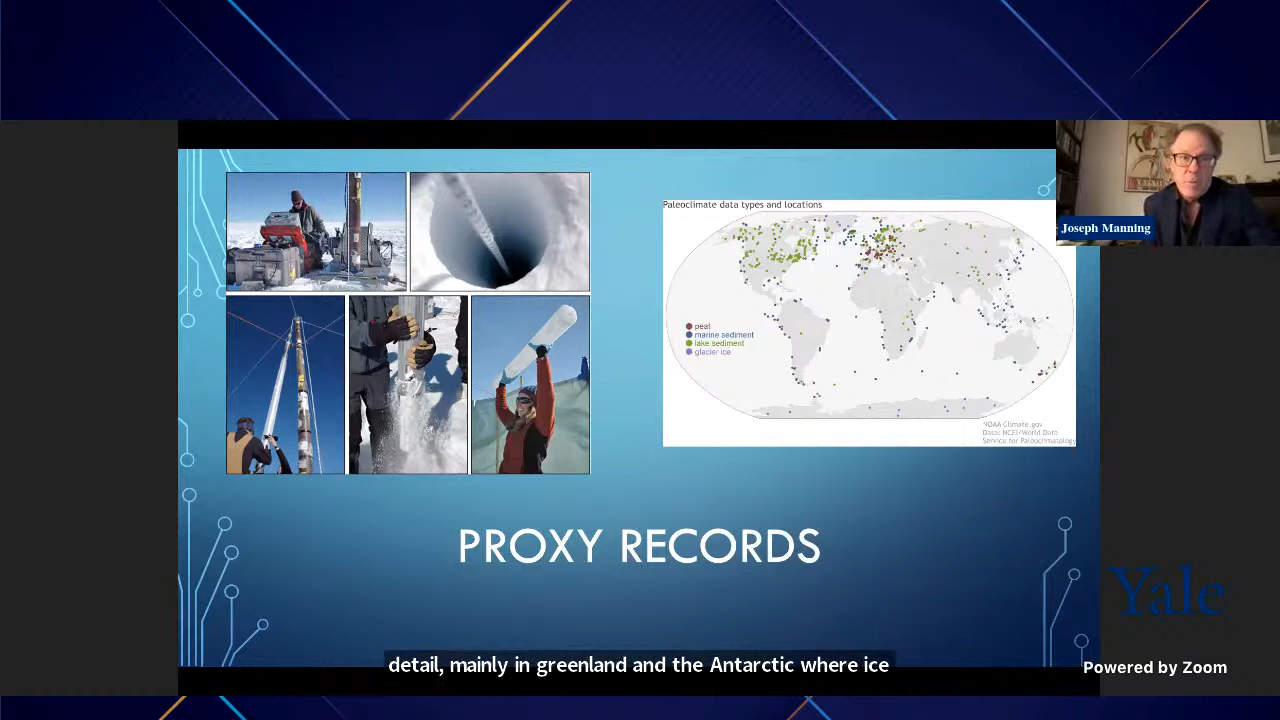 Paleoclimate data types and locations
Joseph Manning
peat
marine sediment
lake sediment
glacier ice
NOAA Climate.gov
Data: NCEI/World Data
Service for Paleoclimatology
PROXY RECORDS
Yale
detail, mainly in greenland and the Antarctic where ice
Powered by Zoom